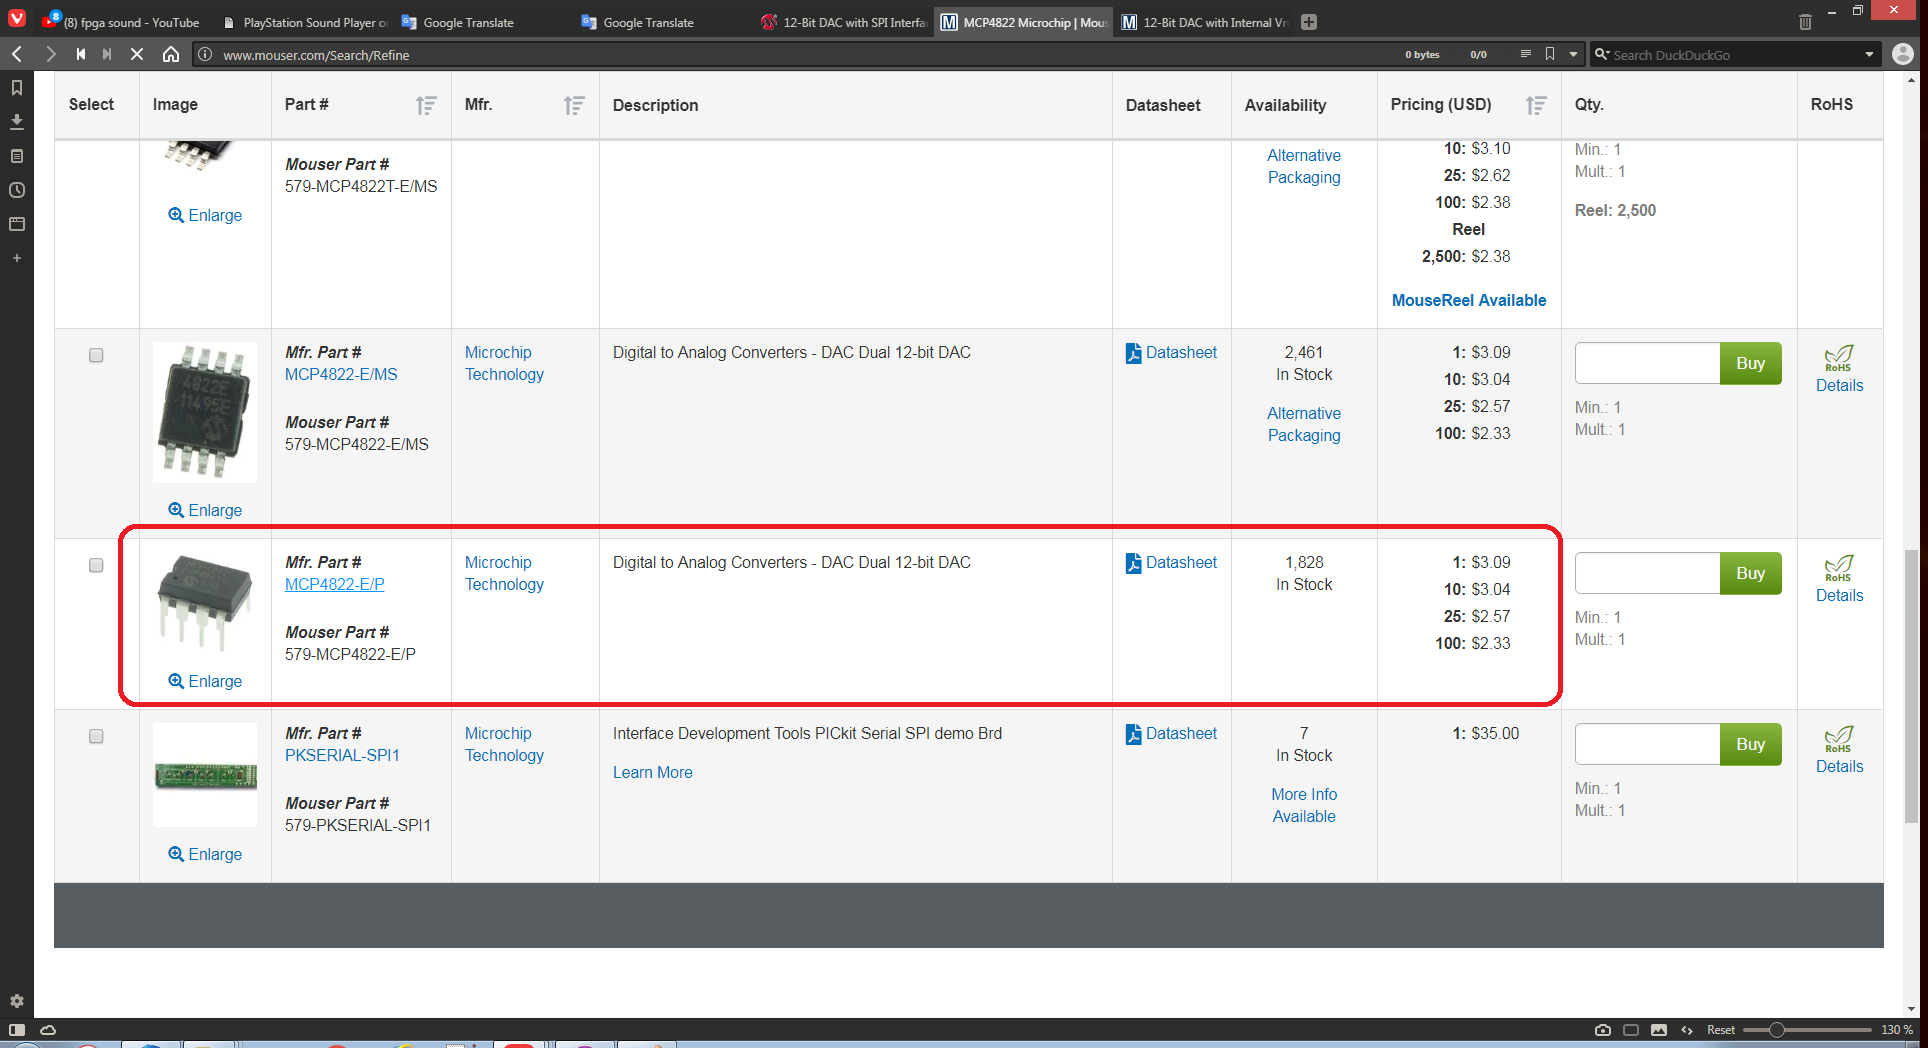 8
(8) fpga sound - YouTube
PlayStation Sound Player o
Google Translate
Google Translate
12-Bit DAC with SPI Interfa
MCP4822 Microchip | Mous
12-Bit DAC with Internal Vr
www.mouser.com/Search/Refine
0 bytes
0/0
Search DuckDuckGo
Select
Image
Part #
Mfr.
Description
Datasheet
Availability
Pricing (USD)
Qty.
RoHS
Enlarge
Mouser Part #
579-MCP4822T-E/MS
Alternative
Packaging
10: $3.10
25: $2.62
100: $2.38
Reel
2,500: $2.38
MouseReel Available
Min.: 1
Mult.: 1
Reel: 2,500
4822E
11495E
Enlarge
Mfr. Part #
MCP4822-E/MS
Mouser Part #
579-MCP4822-E/MS
Microchip
Technology
Digital to Analog Converters - DAC Dual 12-bit DAC
Datasheet
2,461
In Stock
Alternative
Packaging
1: $3.09
10: $3.04
25: $2.57
100: $2.33
Buy
Min.: 1
Mult.: 1
RoHS
Details
Enlarge
Mfr. Part #
MCP4822-E/P
Mouser Part #
579-MCP4822-E/P
Microchip
Technology
Digital to Analog Converters - DAC Dual 12-bit DAC
Datasheet
1,828
In Stock
1: $3.09
10: $3.04
25: $2.57
100: $2.33
Buy
Min.: 1
Mult.: 1
RoHS
Details
Enlarge
Mfr. Part #
PKSERIAL-SPI1
Mouser Part #
579-PKSERIAL-SPI1
Microchip
Technology
Interface Development Tools PICkit Serial SPI demo Brd
Learn More
Datasheet
7
In Stock
More Info
Available
1: $35.00
Buy
Min.: 1
Mult.: 1
RoHS
Details
Reset
130 %